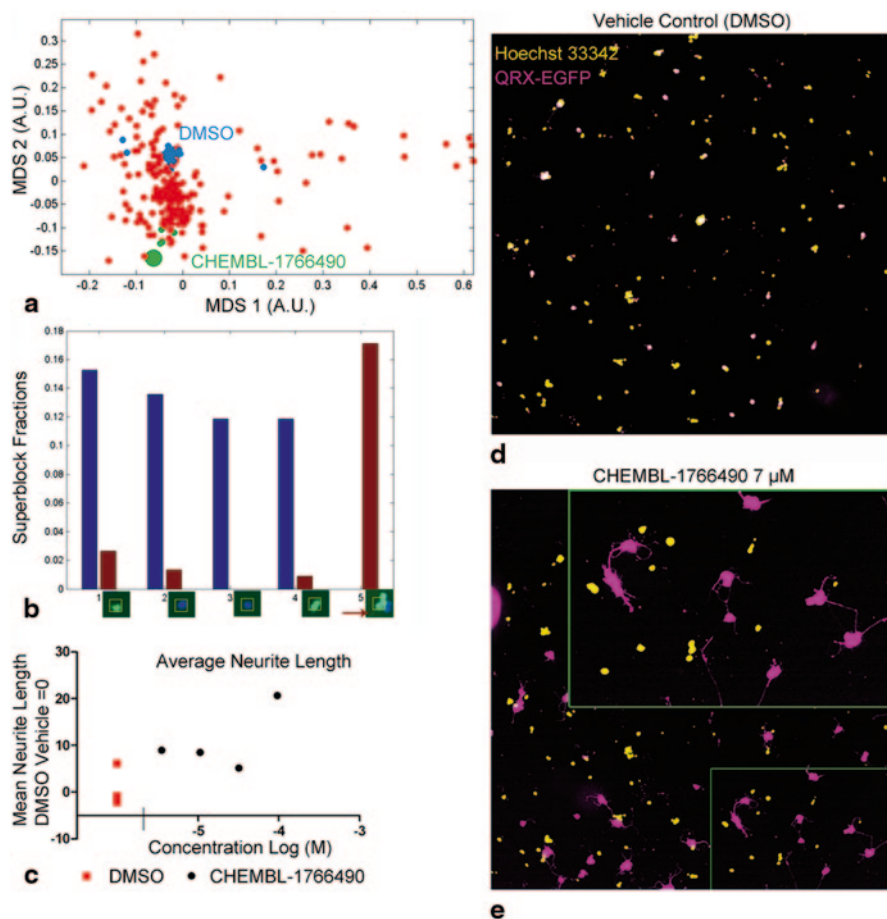 0.3
0.25
0.2
0.15
0.1
0.05
0
-0.05
-0.1
-0.15
MDS 2 (A.U.)
DMSO
CHEMBL-1766490
-0.2 -0.1 0 0.1 0.2 0.3 0.4 0.5 0.6
MDS 1 (A.U.)
a
0.18
0.16
0.14
0.12
0.10
0.08
0.06
0.04
0.02
0
Superblock Fractions
1 2 3 4 5
b
Average Neurite Length
30
20
10
0
-10
Mean Neurite Length
DMSO Vehicle =0
-5 -4 -3
Concentration Log (M)
c
DMSO CHEMBL-1766490
Vehicle Control (DMSO)
Hoechst 33342
QRX-EGFP
d
CHEMBL-1766490 7 µM
e